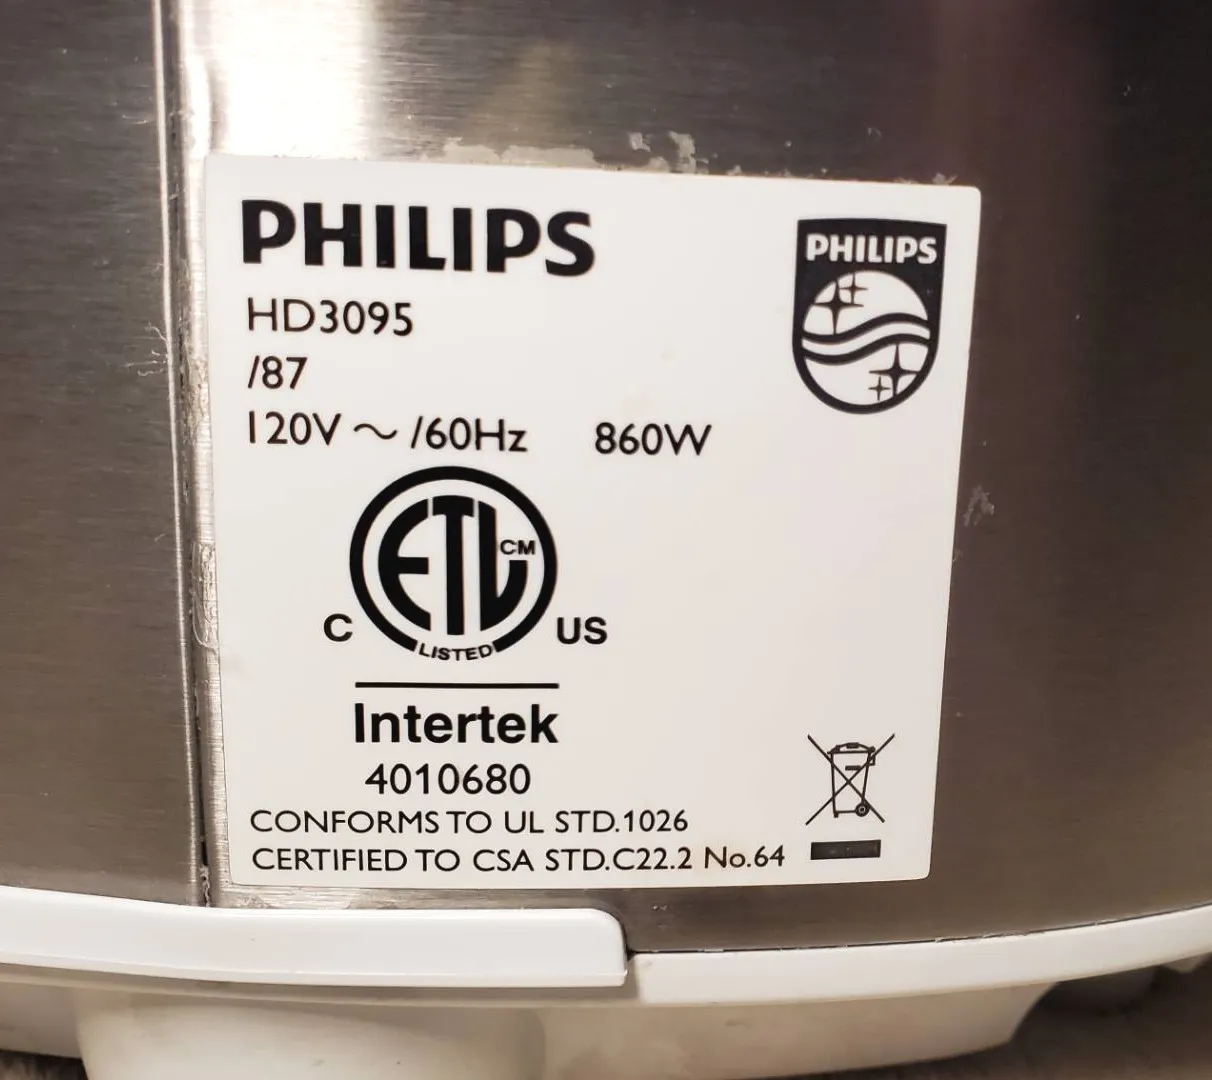 PHILIPS
PHILIPS
HD3095
/87
120V ~ /60Hz 860W
ETL CM
C US
LISTED
Intertek
4010680
CONFORMS TO UL STD.1026
CERTIFIED TO CSA STD.C22.2 No.64